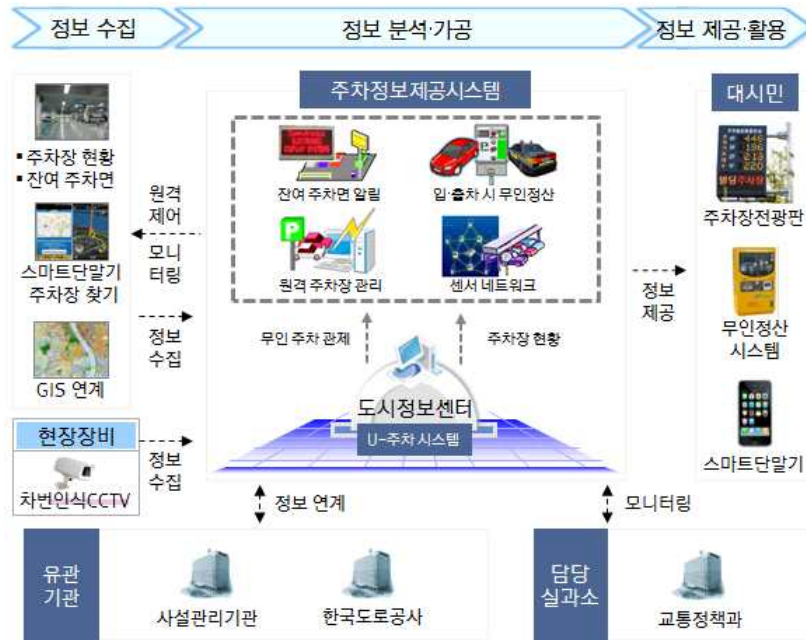 정보 수집
정보 분석·가공
정보 제공·활용
▪ 주차장 현황
▪ 잔여 주차면
스마트단말기
주차장 찾기
GIS 연계
현장장비
차번인식CCTV
원격
제어
모니
터링
정보
수집
정보
수집
주차정보제공시스템
잔여 주차면 알림
입·출차 시 무인정산
원격 주차장 관리
센서 네트워크
무인 주차 관제
주차장 현황
도시정보센터
U-주차 시스템
정보
제공
대시민
446
196
213
220
주차장전광판
무인정산
시스템
스마트단말기
정보 연계
모니터링
유관
기관
사설관리기관
한국도로공사
담당
실과소
교통정책과